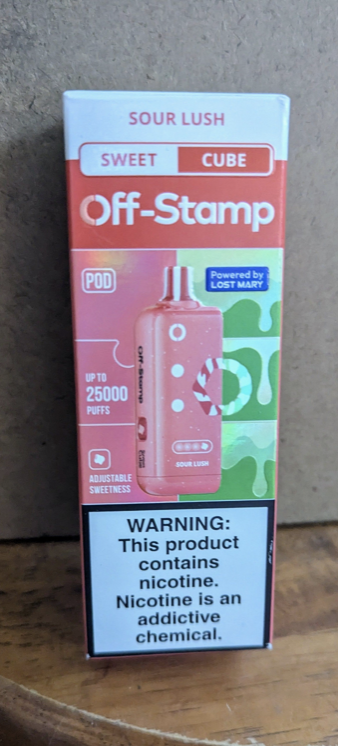 SOUR LUSH
SWEET CUBE
Off-Stamp
POD
Powered by
LOST MARY
Off-Stamp
UP TO
25000
PUFFS
SOUR LUSH
ADJUSTABLE
SWEETNESS
WARNING:
This product
contains
nicotine.
Nicotine is an
addictive
chemical.